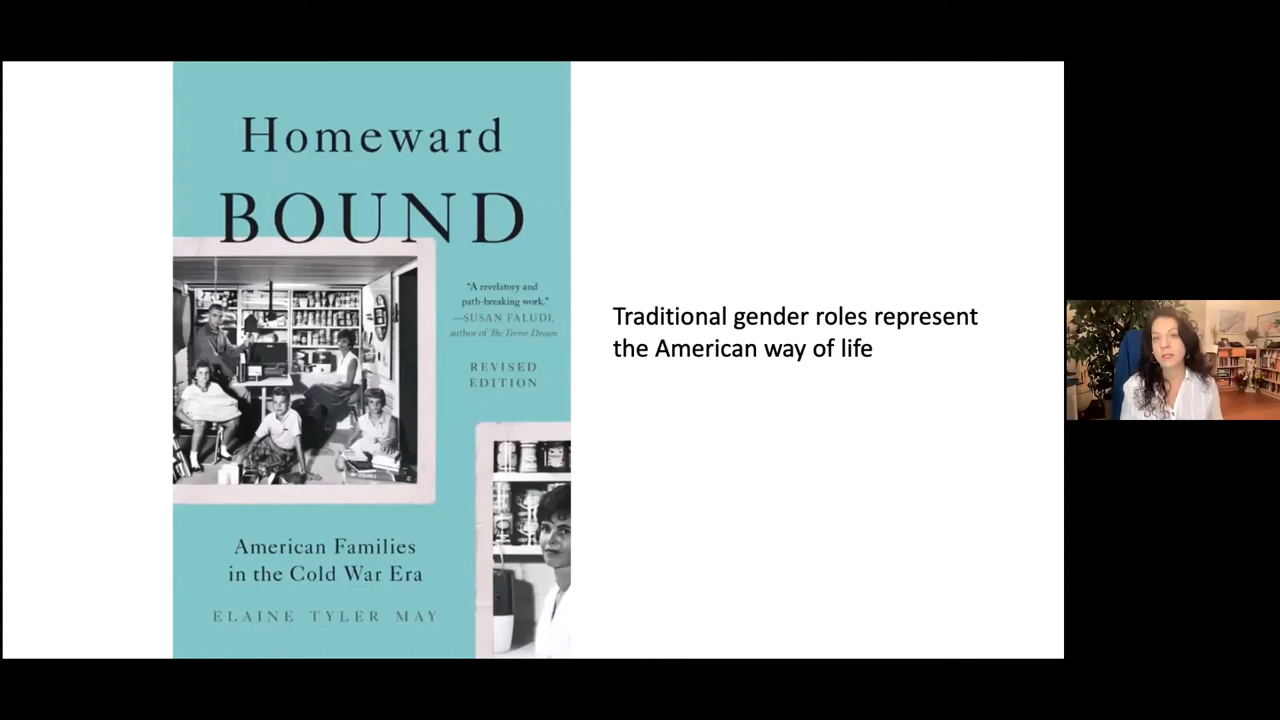 Homeward
BOUND
“A revelatory and
path-breaking work.”
—SUSAN FALUDI,
author of The Terror Dream
REVISED
EDITION
American Families
in the Cold War Era
ELAINE TYLER MAY
Traditional gender roles represent
the American way of life